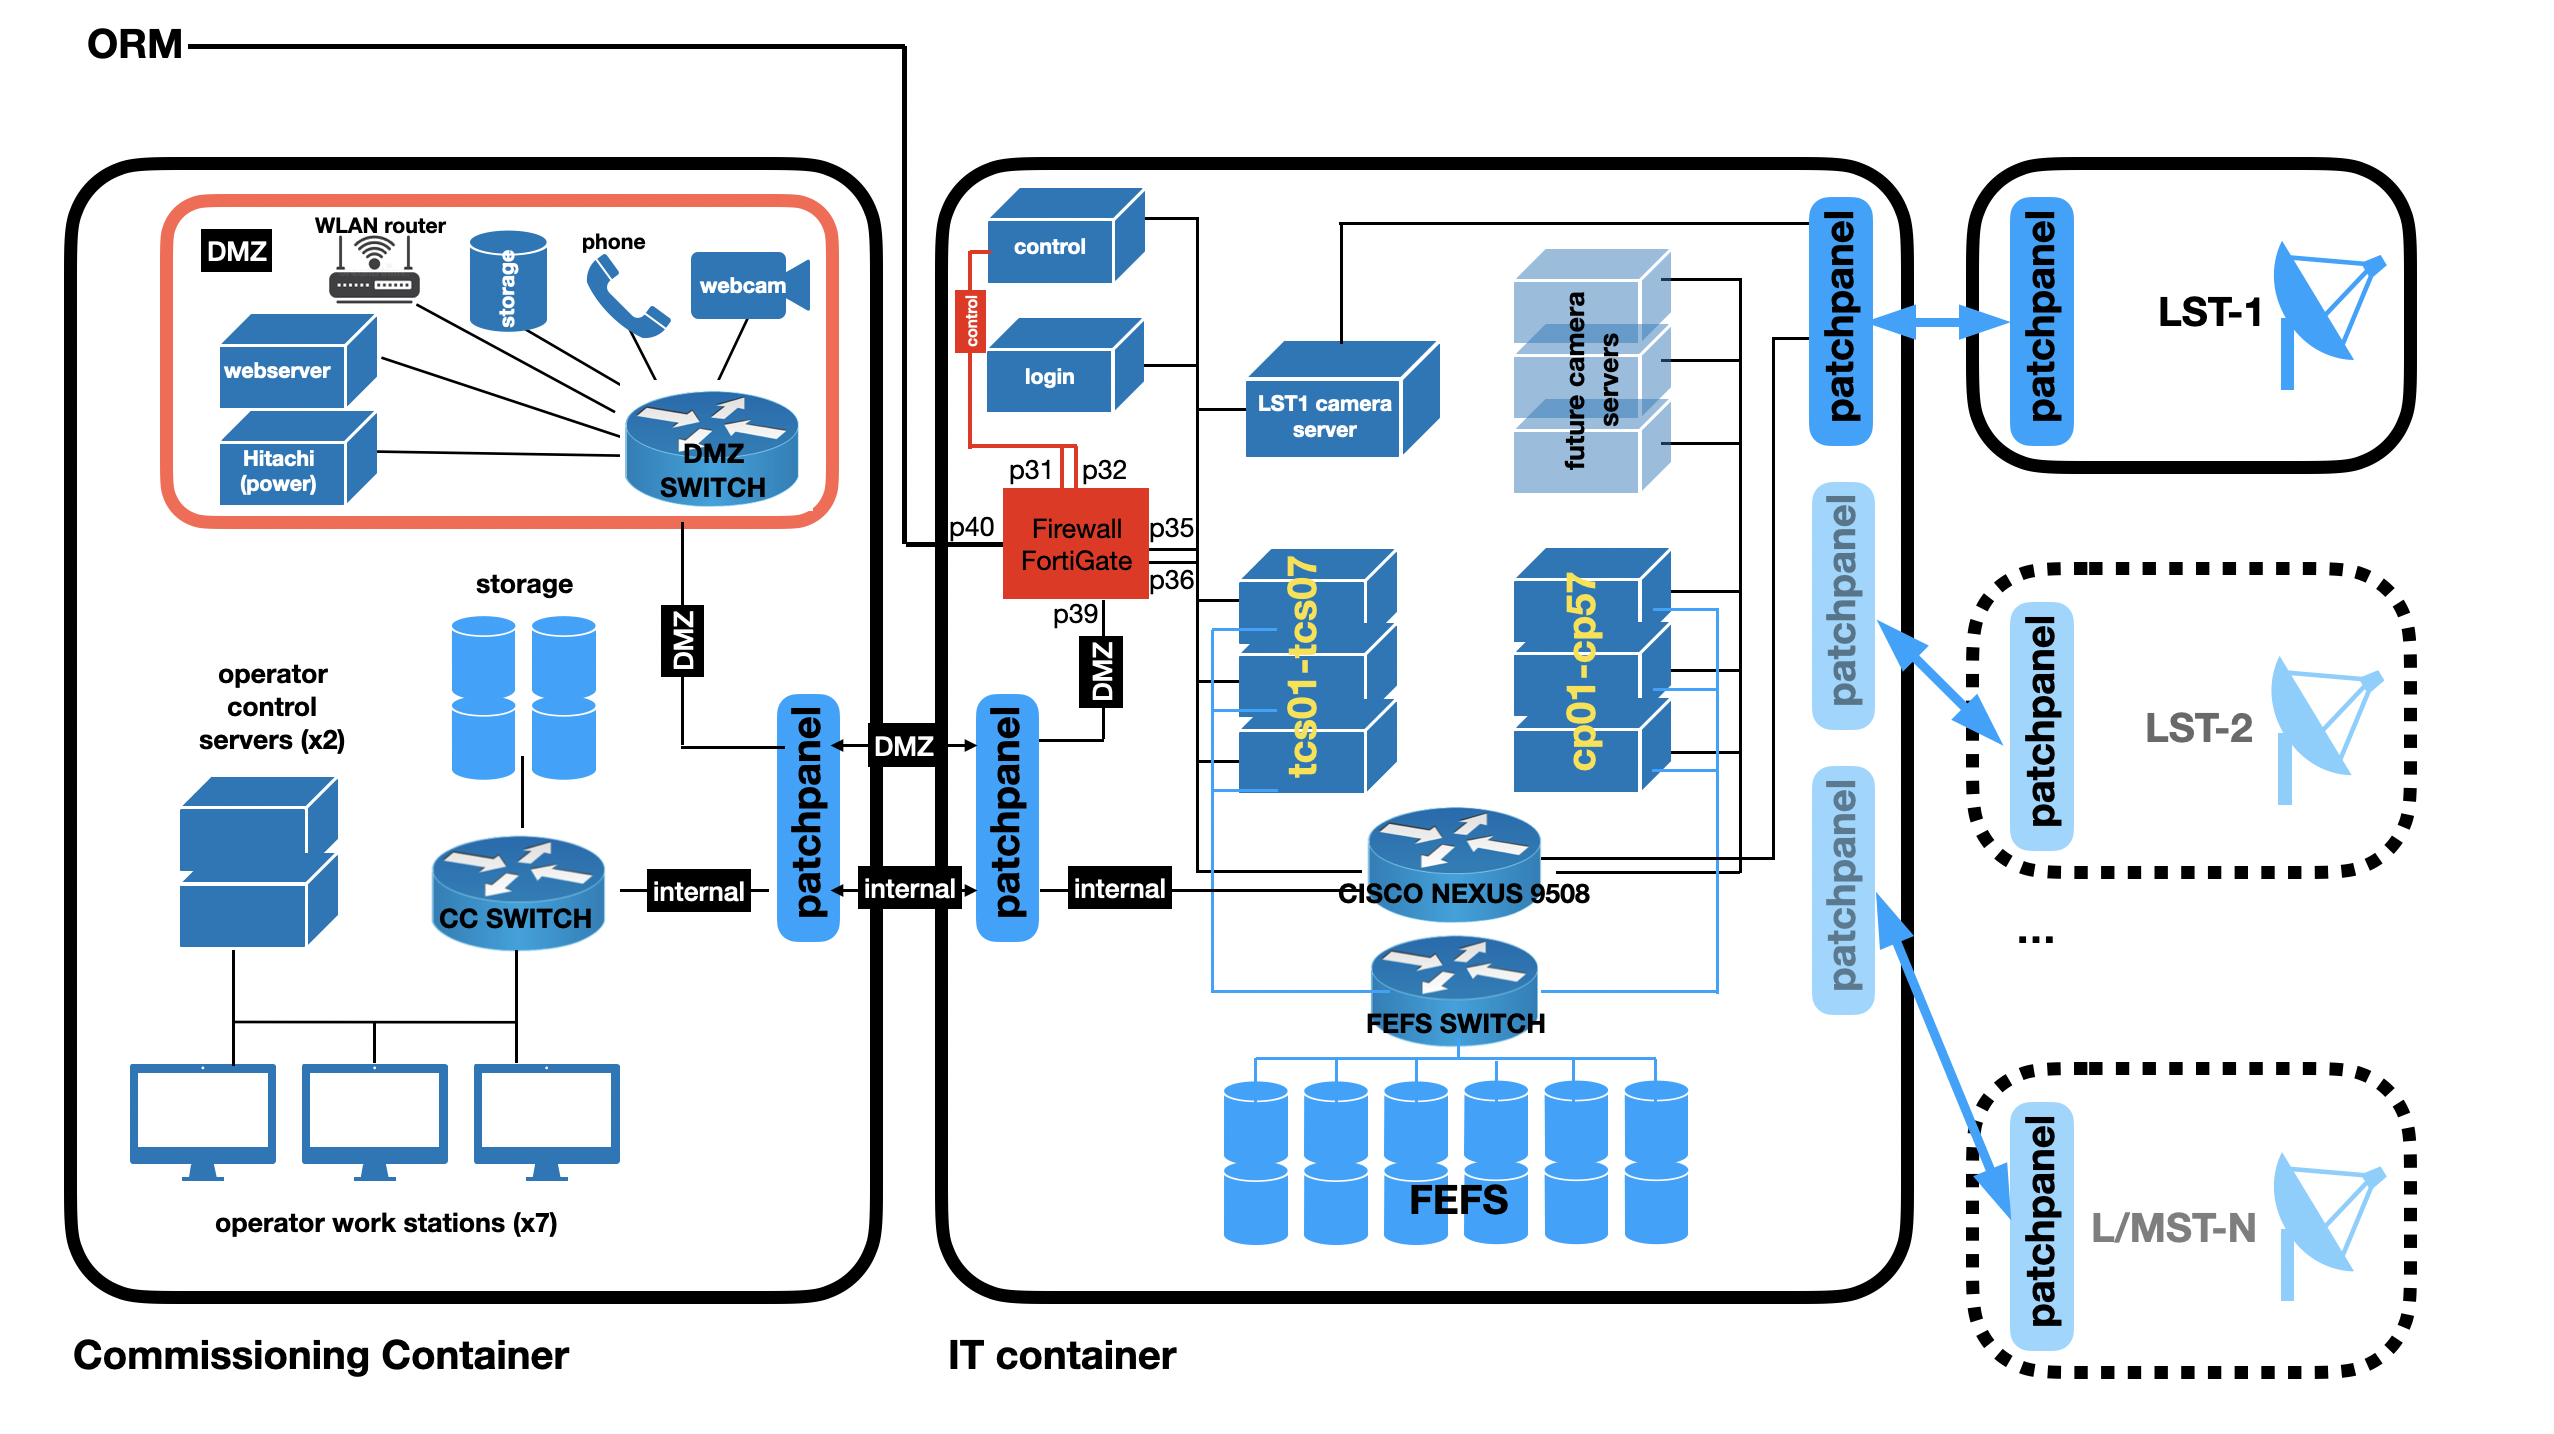 ORM
DMZ
WLAN router
storage
phone
webcam
webserver
Hitachi
(power)
DMZ
SWITCH
DMZ
storage
operator
control
servers (x2)
CC SWITCH
internal
patchpanel
operator work stations (x7)
Commissioning Container
DMZ
internal
control
control
login
p31
p32
p40
Firewall
FortiGate
p35
p36
p39
DMZ
patchpanel
internal
LST1 camera
server
future camera
servers
tcs01-tcs07
cp01-cp57
CISCO NEXUS 9508
FEFS SWITCH
FEFS
patchpanel
patchpanel
patchpanel
IT container
patchpanel
LST-1
patchpanel
LST-2
...
patchpanel
L/MST-N